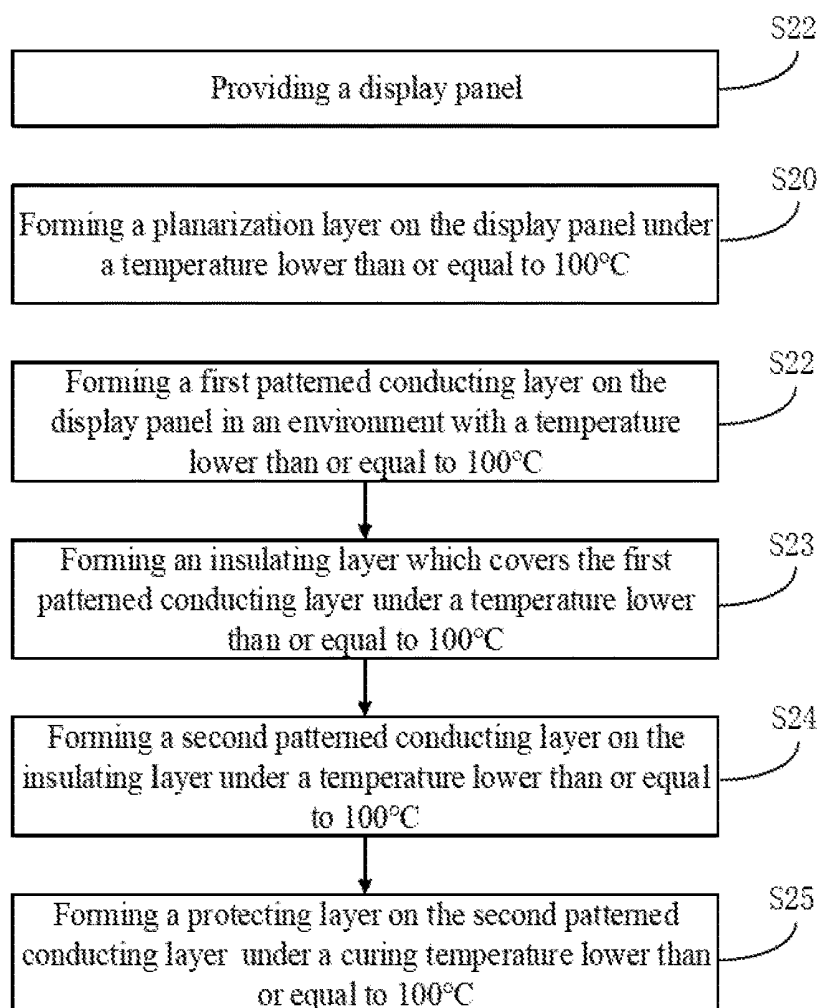 S22
Providing a display panel
S20
Forming a planarization layer on the display panel under
a temperature lower than or equal to 100°C
S22
Forming a first patterned conducting layer on the
display panel in an environment with a temperature
lower than or equal to 100°C
S23
Forming an insulating layer which covers the first
patterned conducting layer under a temperature lower
than or equal to 100°C
S24
Forming a second patterned conducting layer on the
insulating layer under a temperature lower than or equal
to 100°C
S25
Forming a protecting layer on the second patterned
conducting layer under a curing temperature lower than
or equal to 100°C